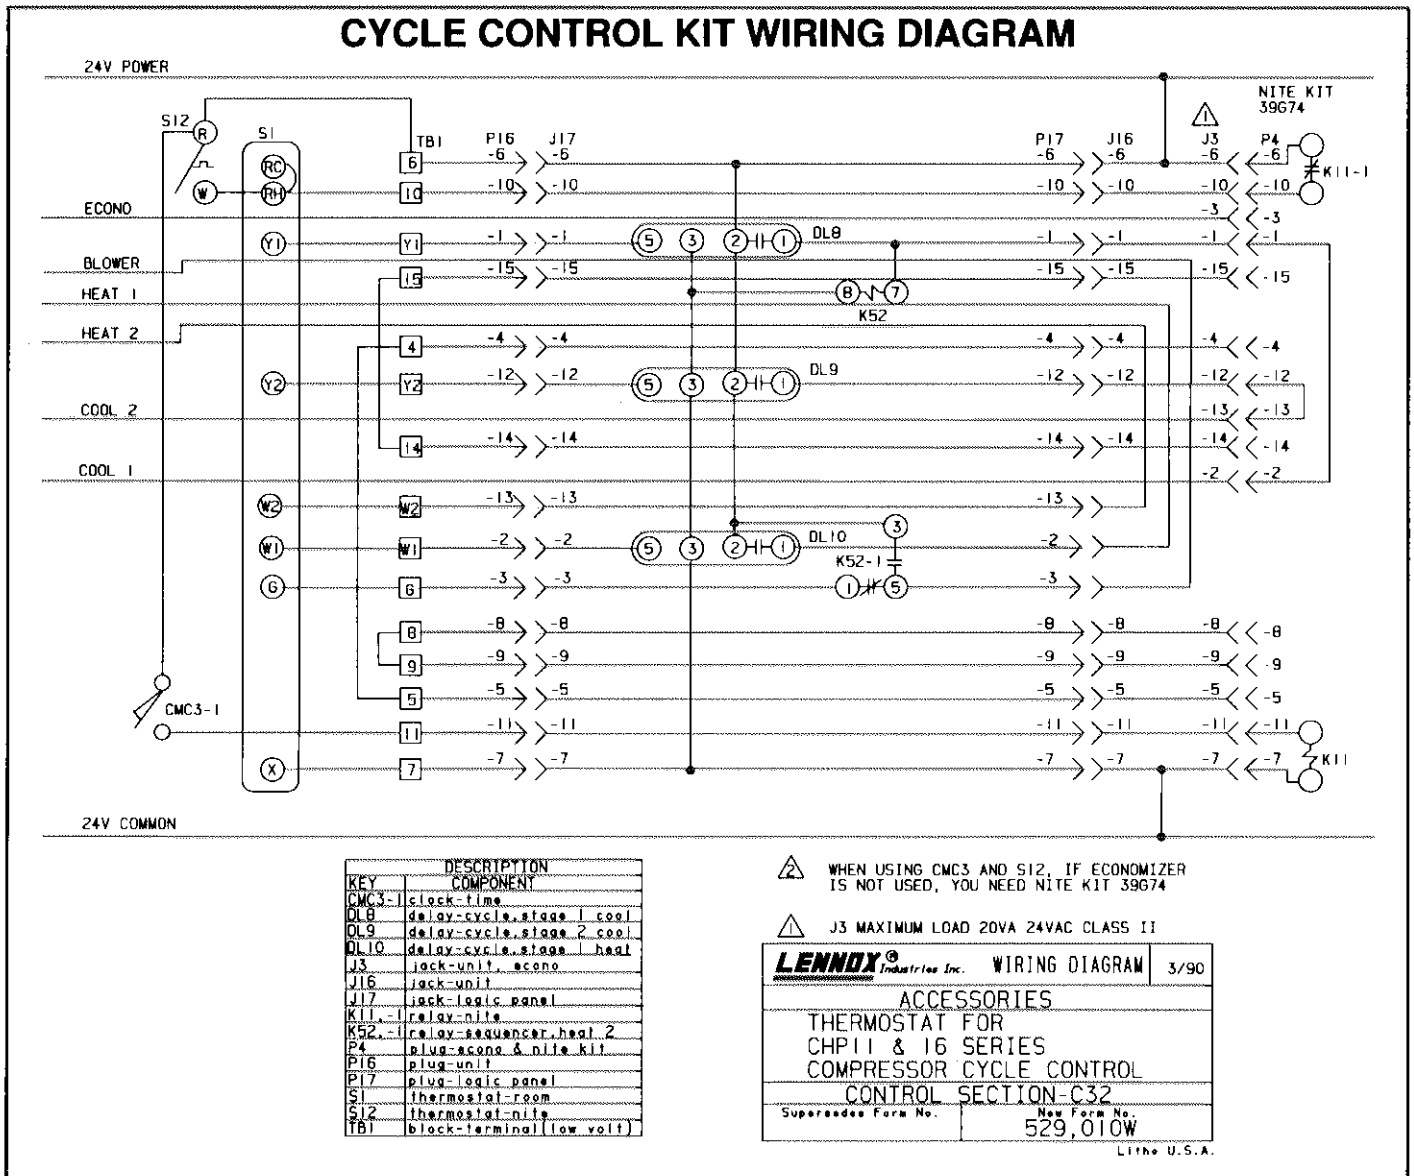 CYCLE CONTROL KIT WIRING DIAGRAM
24V POWER
NITE KIT
39G74
S12 R S1 TB1 P16 J17 P17 J16 1 J3 P4
RC 6 -6 -6 -6 -6 -6 -6 K11-1
W RH 10 -10 -10 -10 -10 -10 -10
ECONO -3 -3
Y1 Y1 -1 -1 5 3 2 1 DL8 -1 -1 -1 -1
BLOWER 15 -15 -15 -15 -15 -15 -15
HEAT 1 8 7
K52
HEAT 2 4 -4 -4 -4 -4 -4 -4
Y2 Y2 -12 -12 5 3 2 1 DL9 -12 -12 -12 -12
COOL 2 -13 -13
14 -14 -14 -14 -14 -14 -14
COOL 1 -2 -2
W2 W2 -13 -13 -13
3
W1 W1 -2 -2 5 3 2 1 DL10 -2
K52-1
G G -3 -3 1 5 -3
8 -8 -8 -8 -8 -8 -8
9 -9 -9 -9 -9 -9 -9
5 -5 -5 -5 -5 -5 -5
CMC3-1
11 -11 -11 -11 -11 -11 -11
X 7 -7 -7 -7 -7 -7 -7 K11
24V COMMON
DESCRIPTION
KEY COMPONENT
CMC3-1 clock-time
DL8 delay-cycle,stage 1 cool
DL9 delay-cycle,stage 2 cool
DL10 delay-cycle,stage 1 heat
J3 jack-unit, econo
J16 jack-unit
J17 jack-logic panel
K11,-1 relay-nite
K52,-1 relay-sequencer,heat 2
P4 plug-econo & nite kit
P16 plug-unit
P17 plug-logic panel
S1 thermostat-room
S12 thermostat-nite
TB1 block-terminal(low volt)
2 WHEN USING CMC3 AND S12, IF ECONOMIZER
IS NOT USED, YOU NEED NITE KIT 39G74
1 J3 MAXIMUM LOAD 20VA 24VAC CLASS II
LENNOX ® Industries Inc. WIRING DIAGRAM 3/90
ACCESSORIES
THERMOSTAT FOR
CHP11 & 16 SERIES
COMPRESSOR CYCLE CONTROL
CONTROL SECTION-C32
Supersedes Form No. New Form No.
529,010W
Litho U.S.A.